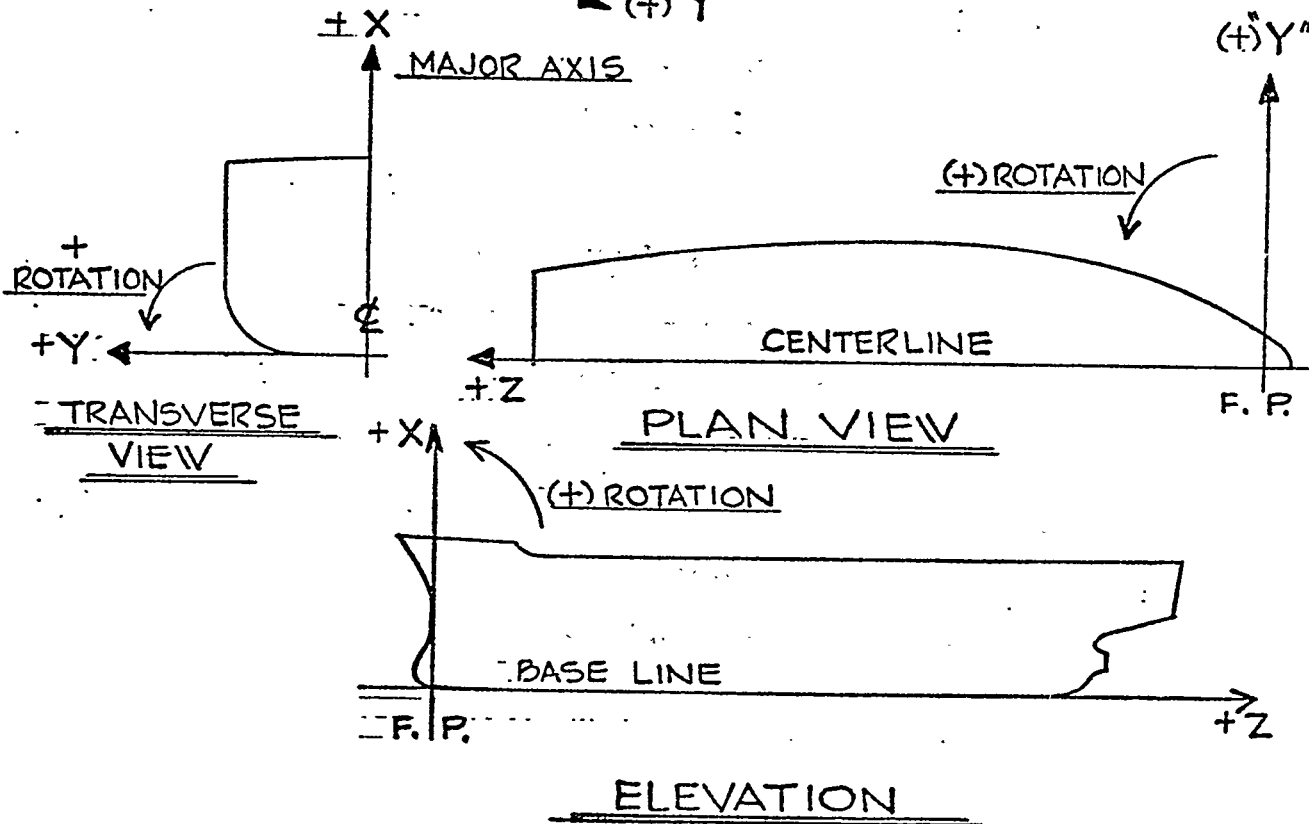 (+) Y
+ X
MAJOR AXIS
(+)"Y"
(+) ROTATION
+
ROTATION
℄
+Y
CENTERLINE
+Z
F. P.
TRANSVERSE
VIEW
PLAN VIEW
+ X
(+) ROTATION
BASE LINE
F. P.
+Z
ELEVATION